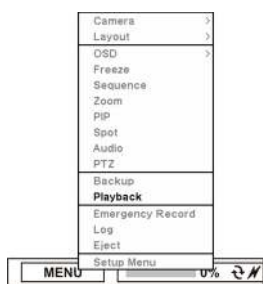 Camera >
Layout >
OSD >
Freeze
Sequence
Zoom
PIP
Spot
Audio
PTZ
Backup
Playback
Emergency Record
Log
Eject
Setup Menu
MENU 0%